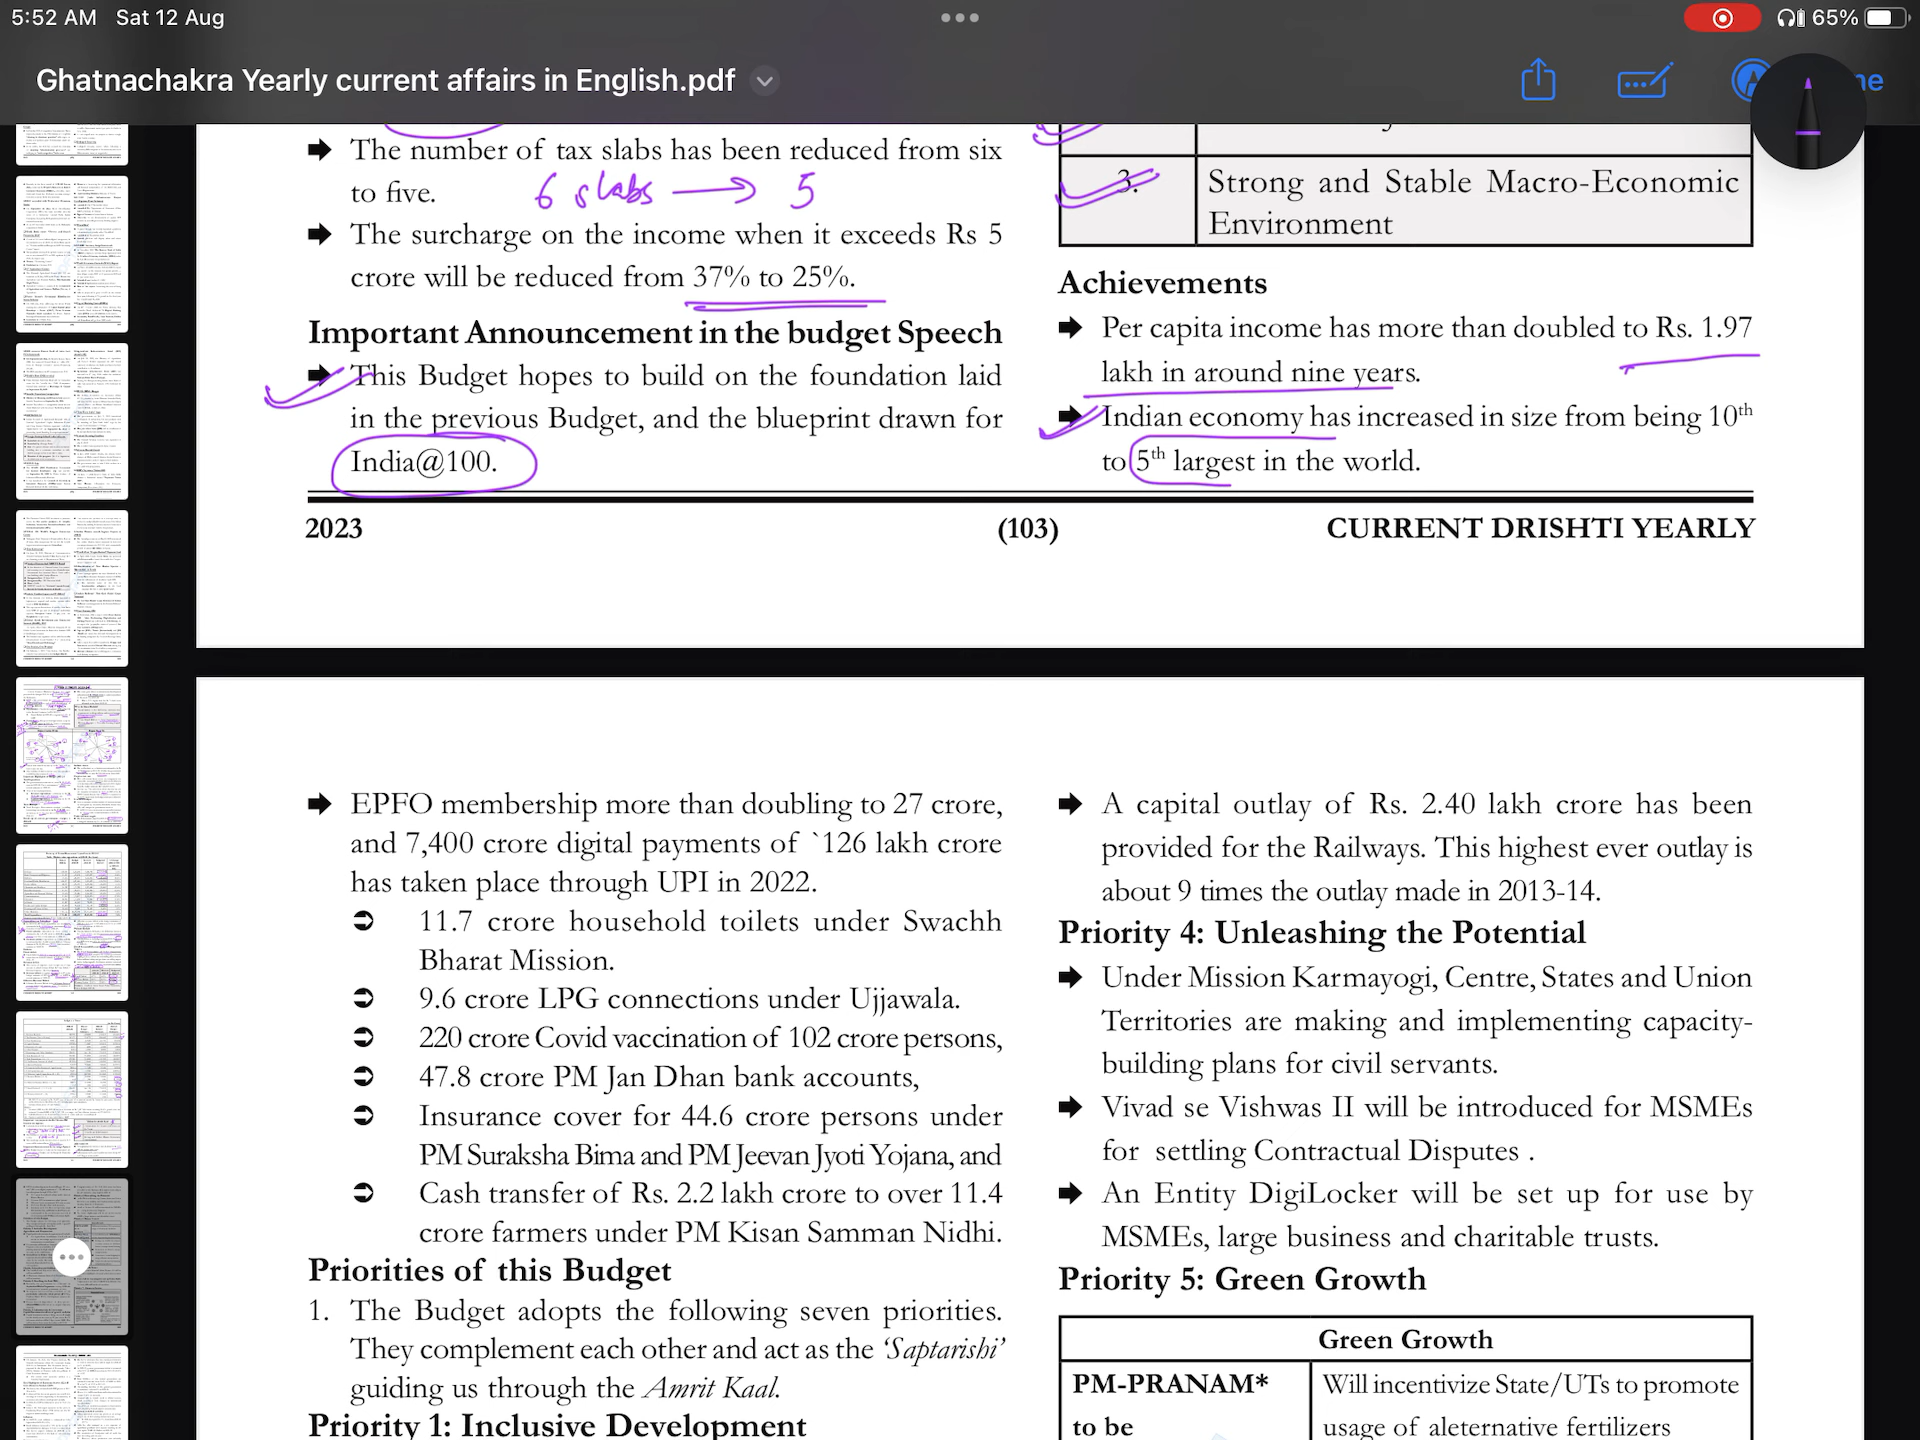 5:52 AM Sat 12 Aug
65%
Ghatnachakra Yearly current affairs in English.pdf
The number of tax slabs has been reduced from six
to five.
6 slabs → 5
The surcharge on the income when it exceeds Rs 5
crore will be reduced from 37% to 25%.
Important Announcement in the budget Speech
This Budget hopes to build on the foundation laid
in the previous Budget, and the blueprint drawn for
India@100.
3.
Strong and Stable Macro-Economic
Environment
Achievements
Per capita income has more than doubled to Rs. 1.97
lakh in around nine years.
Indian economy has increased in size from being 10th
to 5th largest in the world.
2023
(103)
CURRENT DRISHTI YEARLY
EPFO membership more than doubling to 27 crore,
and 7,400 crore digital payments of `126 lakh crore
has taken place through UPI in 2022.
11.7 crore household toilets under Swachh
Bharat Mission.
9.6 crore LPG connections under Ujjawala.
220 crore Covid vaccination of 102 crore persons,
47.8 crore PM Jan Dhan bank accounts,
Insurance cover for 44.6 crore persons under
PM Suraksha Bima and PM Jeevan Jyoti Yojana, and
Cash transfer of Rs. 2.2 lakh crore to over 11.4
crore farmers under PM Kisan Samman Nidhi.
Priorities of this Budget
1. The Budget adopts the following seven priorities.
They complement each other and act as the ‘Saptarishi’
guiding us through the Amrit Kaal.
Priority 1: Inclusive Development
A capital outlay of Rs. 2.40 lakh crore has been
provided for the Railways. This highest ever outlay is
about 9 times the outlay made in 2013-14.
Priority 4: Unleashing the Potential
Under Mission Karmayogi, Centre, States and Union
Territories are making and implementing capacity-
building plans for civil servants.
Vivad se Vishwas II will be introduced for MSMEs
for settling Contractual Disputes .
An Entity DigiLocker will be set up for use by
MSMEs, large business and charitable trusts.
Priority 5: Green Growth
Green Growth
PM-PRANAM*
to be
Will incentivize State/UTs to promote
usage of aleternative fertilizers